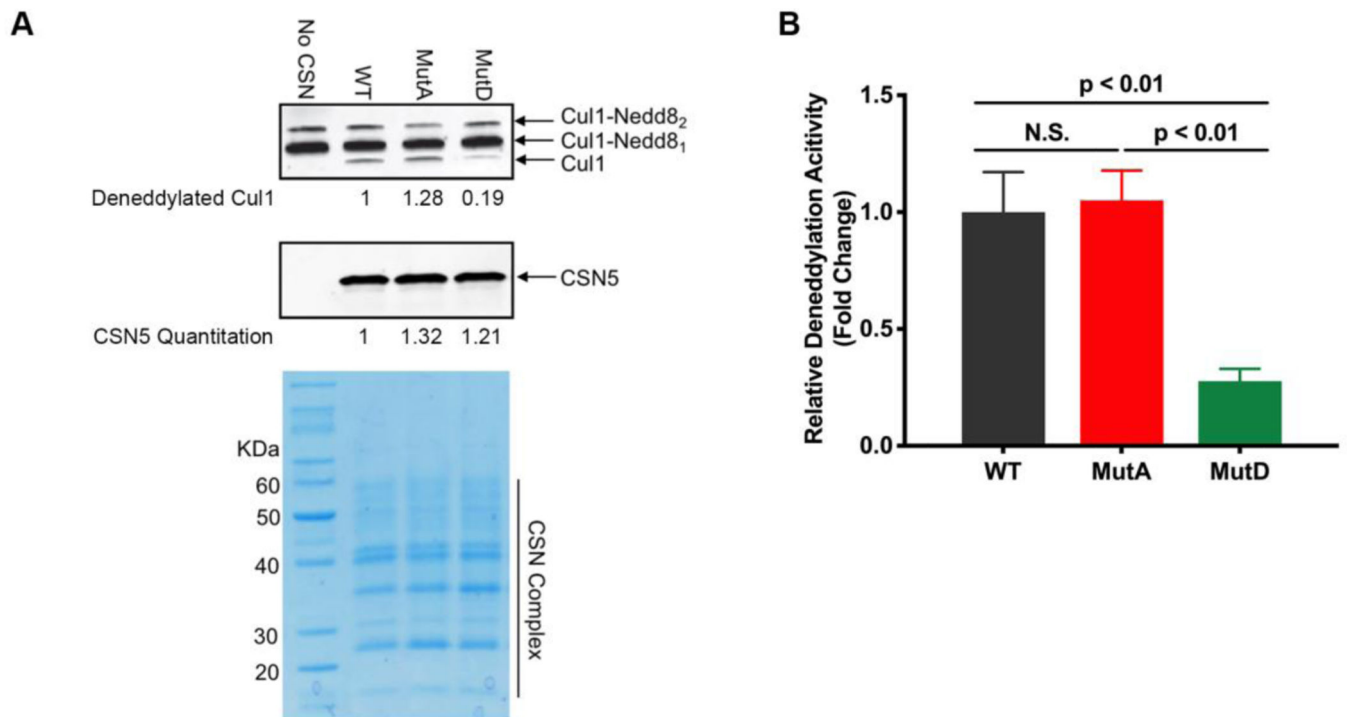 A
No CSN
WT
MutA
MutD
Cul1-Nedd8₂
Cul1-Nedd8₁
Cul1
Deneddylated Cul1 1 1.28 0.19
CSN5
CSN5 Quantitation 1 1.32 1.21
KDa
60
50
40
30
20
CSN Complex
B
Relative Deneddylation Acitivity
(Fold Change)
1.5
1.0
0.5
0.0
p < 0.01
N.S. p < 0.01
WT MutA MutD